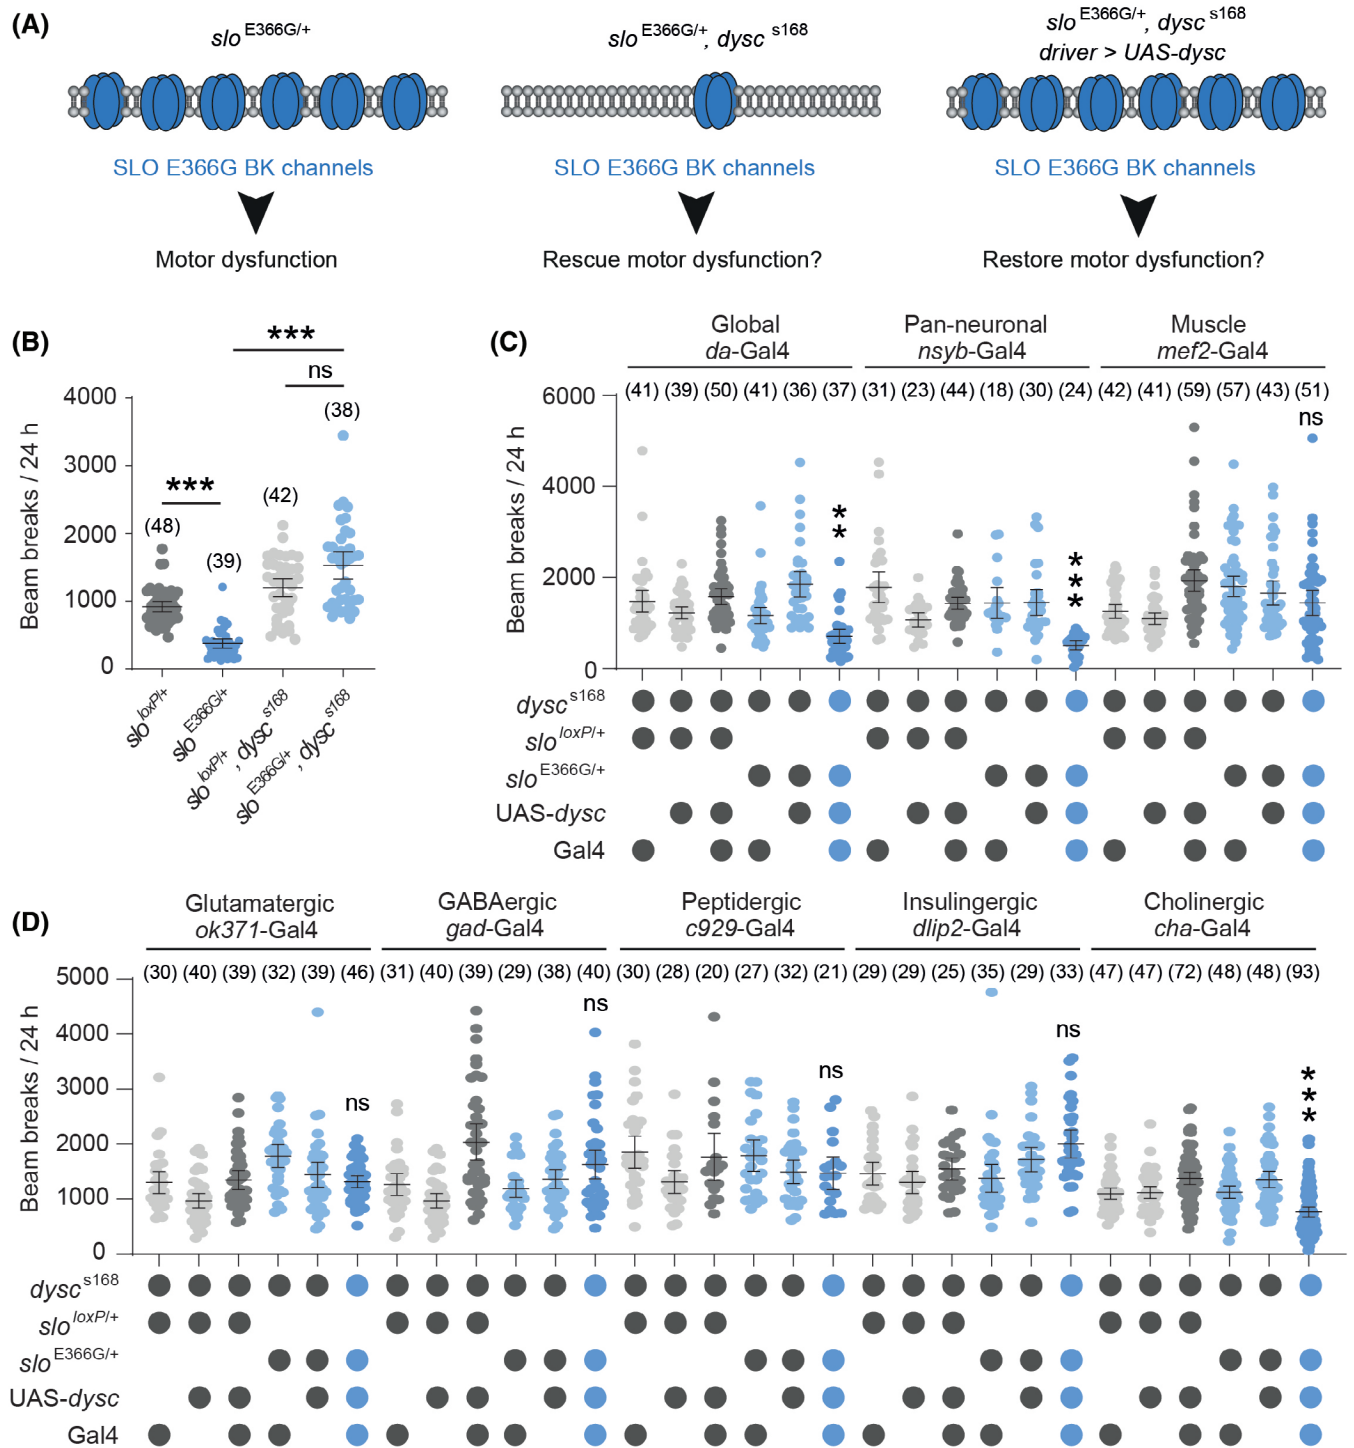 (A)
slo E366G/+
slo E366G/+, dysc s168
slo E366G/+, dysc s168
driver > UAS-dysc
SLO E366G BK channels
SLO E366G BK channels
SLO E366G BK channels
Motor dysfunction
Rescue motor dysfunction?
Restore motor dysfunction?
(B)
***
ns
***
(48)
(39)
(42)
(38)
4000
3000
2000
1000
0
Beam breaks / 24 h
slo loxP/+
slo E366G/+
slo loxP/+, dysc s168
slo E366G/+, dysc s168
(C)
Global
da-Gal4
Pan-neuronal
nsyb-Gal4
Muscle
mef2-Gal4
(41) (39) (50) (41) (36) (37) (31) (23) (44) (18) (30) (24) (42) (41) (59) (57) (43) (51)
**
***
ns
6000
4000
2000
0
Beam breaks / 24 h
dysc s168
slo loxP/+
slo E366G/+
UAS-dysc
Gal4
(D)
Glutamatergic
ok371-Gal4
GABAergic
gad-Gal4
Peptidergic
c929-Gal4
Insulingergic
dlip2-Gal4
Cholinergic
cha-Gal4
(30) (40) (39) (32) (39) (46) (31) (40) (39) (29) (38) (40) (30) (28) (20) (27) (32) (21) (29) (29) (25) (35) (29) (33) (47) (47) (72) (48) (48) (93)
ns
ns
ns
ns
***
5000
4000
3000
2000
1000
0
Beam breaks / 24 h
dysc s168
slo loxP/+
slo E366G/+
UAS-dysc
Gal4